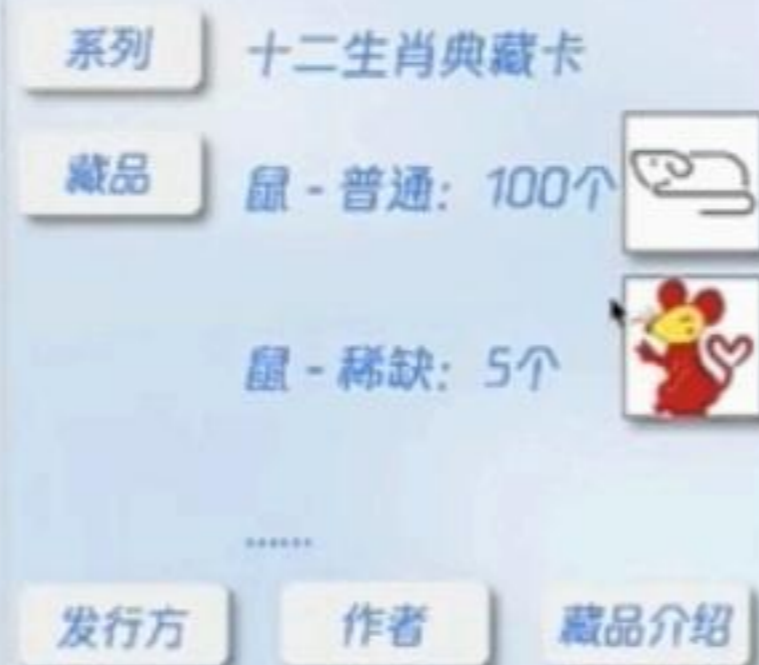 系列 十二生肖典藏卡
藏品 鼠 - 普通：100个
鼠 - 稀缺：5个
......
发行方 作者 藏品介绍